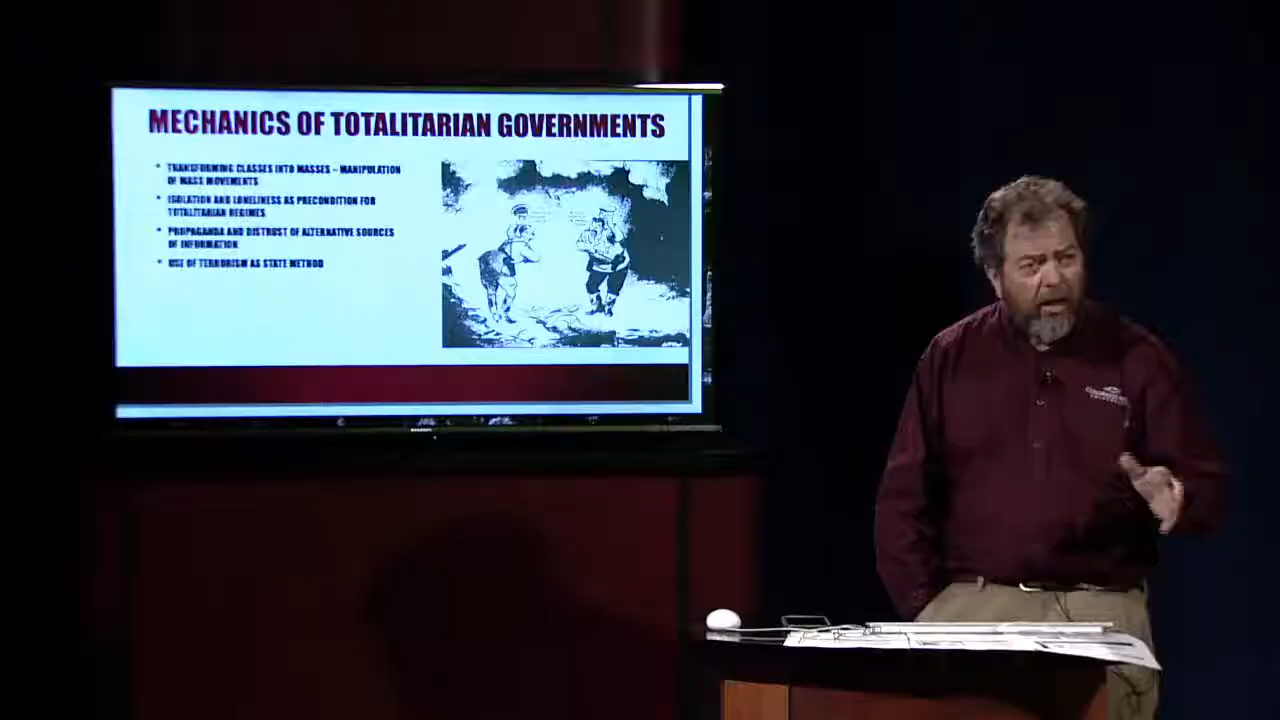 MECHANICS OF TOTALITARIAN GOVERNMENTS
TRANSFORMING CLASSES INTO MASSES – MANIPULATION
OF MASS MOVEMENTS
ISOLATION AND LONELINESS AS PRECONDITION FOR
TOTALITARIAN REGIMES
PROPAGANDA AND DISTRUST OF ALTERNATIVE SOURCES
OF INFORMATION
USE OF TERRORISM AS STATE METHOD